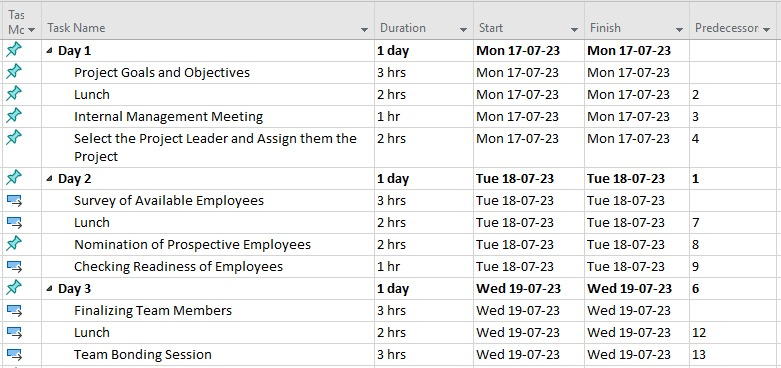 Tas Mc Task Name Duration Start Finish Predecessor
Day 1 1 day Mon 17-07-23 Mon 17-07-23
Project Goals and Objectives 3 hrs Mon 17-07-23 Mon 17-07-23
Lunch 2 hrs Mon 17-07-23 Mon 17-07-23 2
Internal Management Meeting 1 hr Mon 17-07-23 Mon 17-07-23 3
Select the Project Leader and Assign them the 2 hrs Mon 17-07-23 Mon 17-07-23 4
Project
Day 2 1 day Tue 18-07-23 Tue 18-07-23 1
Survey of Available Employees 3 hrs Tue 18-07-23 Tue 18-07-23
Lunch 2 hrs Tue 18-07-23 Tue 18-07-23 7
Nomination of Prospective Employees 2 hrs Tue 18-07-23 Tue 18-07-23 8
Checking Readiness of Employees 1 hr Tue 18-07-23 Tue 18-07-23 9
Day 3 1 day Wed 19-07-23 Wed 19-07-23 6
Finalizing Team Members 3 hrs Wed 19-07-23 Wed 19-07-23
Lunch 2 hrs Wed 19-07-23 Wed 19-07-23 12
Team Bonding Session 3 hrs Wed 19-07-23 Wed 19-07-23 13